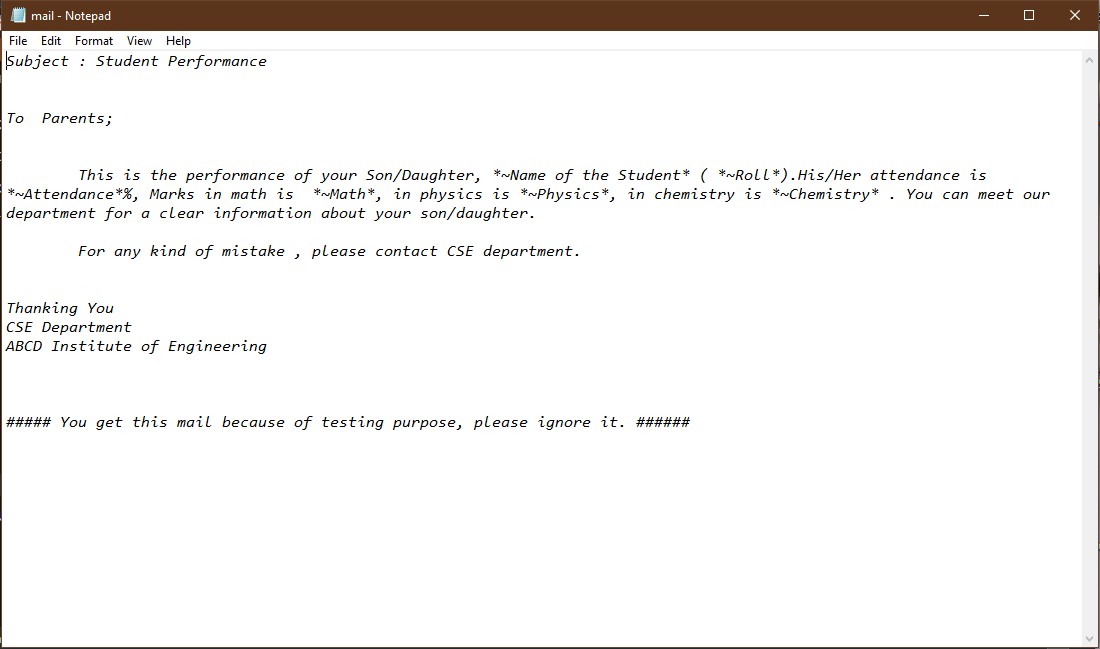 mail - Notepad
File Edit Format View Help
Subject : Student Performance
To  Parents;
This is the performance of your Son/Daughter, *~Name of the Student* ( *~Roll*).His/Her attendance is
*~Attendance*%, Marks in math is  *~Math*, in physics is *~Physics*, in chemistry is *~Chemistry* . You can meet our
department for a clear information about your son/daughter.
For any kind of mistake , please contact CSE department.
Thanking You
CSE Department
ABCD Institute of Engineering
##### You get this mail because of testing purpose, please ignore it. ######